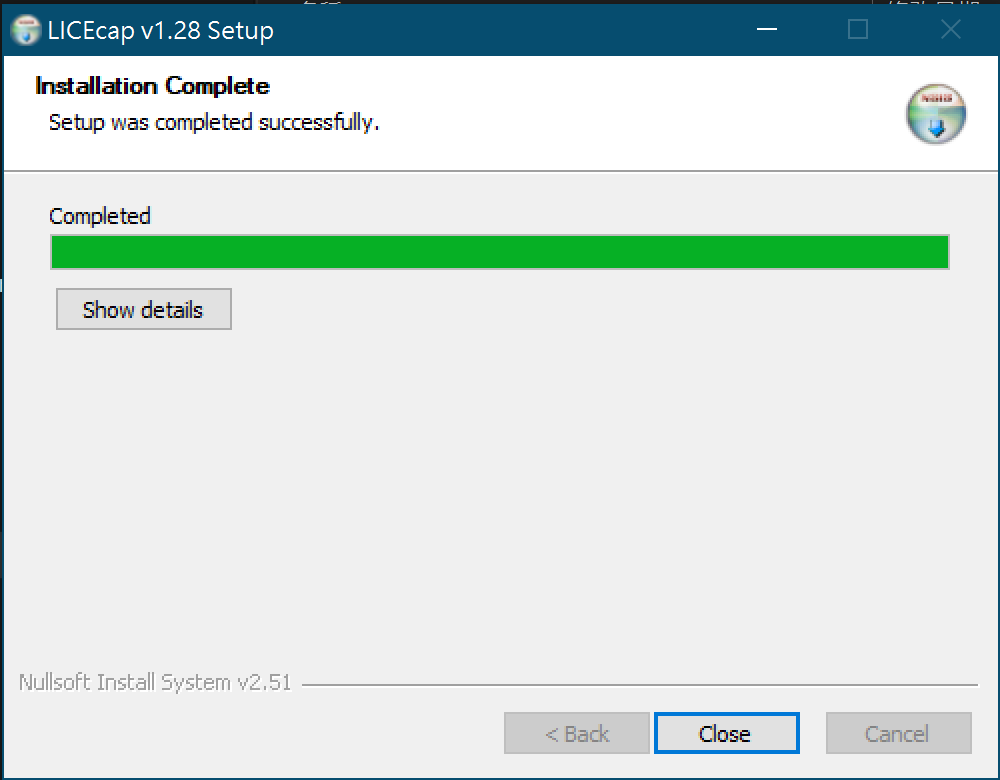 LICEcap v1.28 Setup
Installation Complete
Setup was completed successfully.
Completed
Show details
Nullsoft Install System v2.51
< Back
Close
Cancel